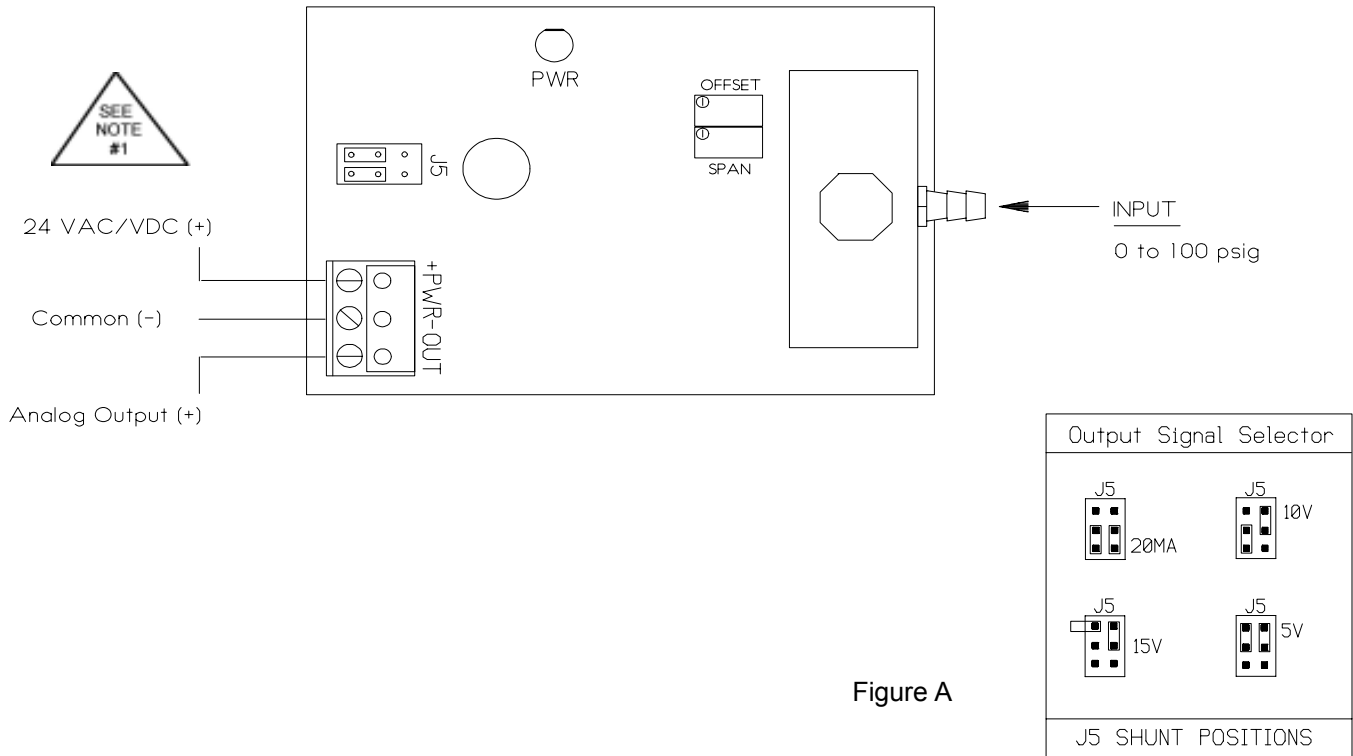 PWR
OFFSET
SEE
NOTE
#1
J5
SPAN
24 VAC/VDC (+)
INPUT
0 to 100 psig
+PWR-OUT
Common (-)
Analog Output (+)
Output Signal Selector
J5
J5
10V
20MA
J5
J5
5V
15V
Figure A
J5 SHUNT POSITIONS